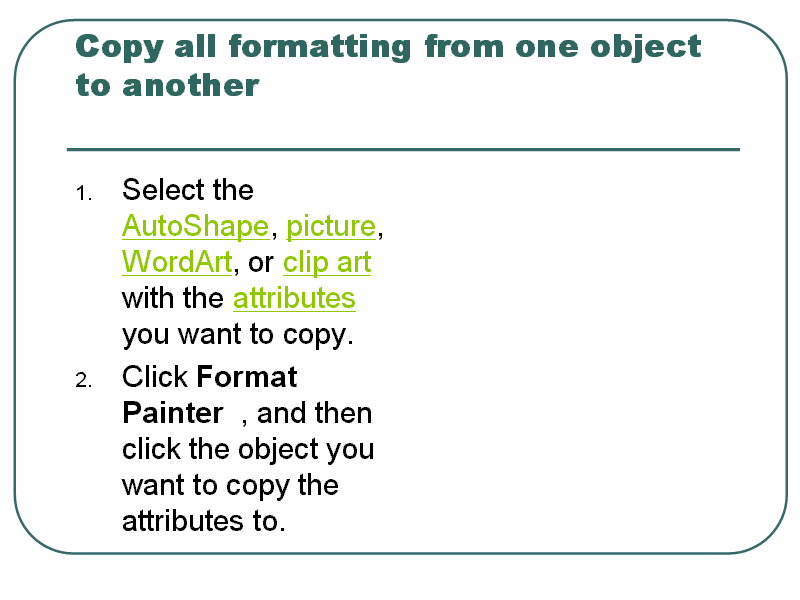 Copy all formatting from one object
to another
1. Select the
AutoShape, picture,
WordArt, or clip art
with the attributes
you want to copy.
2. Click Format
Painter , and then
click the object you
want to copy the
attributes to.